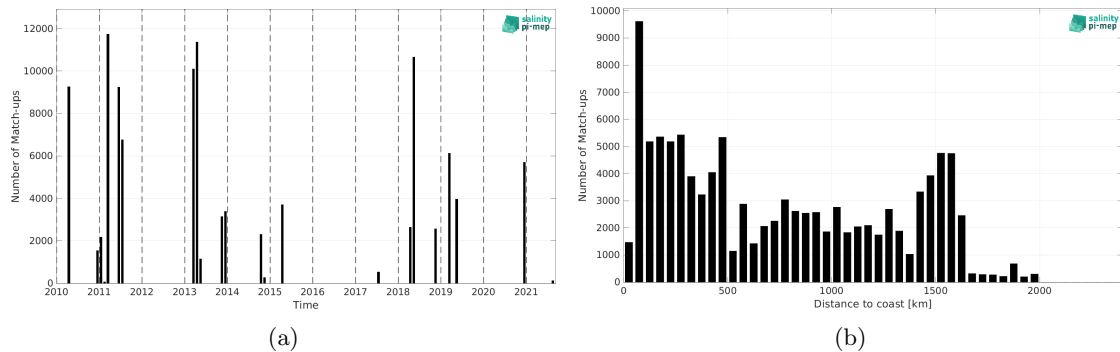 salinity
pi-mep
12000
10000
8000
6000
4000
2000
0
Number of Match-ups
2010 2011 2012 2013 2014 2015 2016 2017 2018 2019 2020 2021
Time
(a)
salinity
pi-mep
10000
9000
8000
7000
6000
5000
4000
3000
2000
1000
0
Number of Match-ups
0 500 1000 1500 2000
Distance to coast [km]
(b)